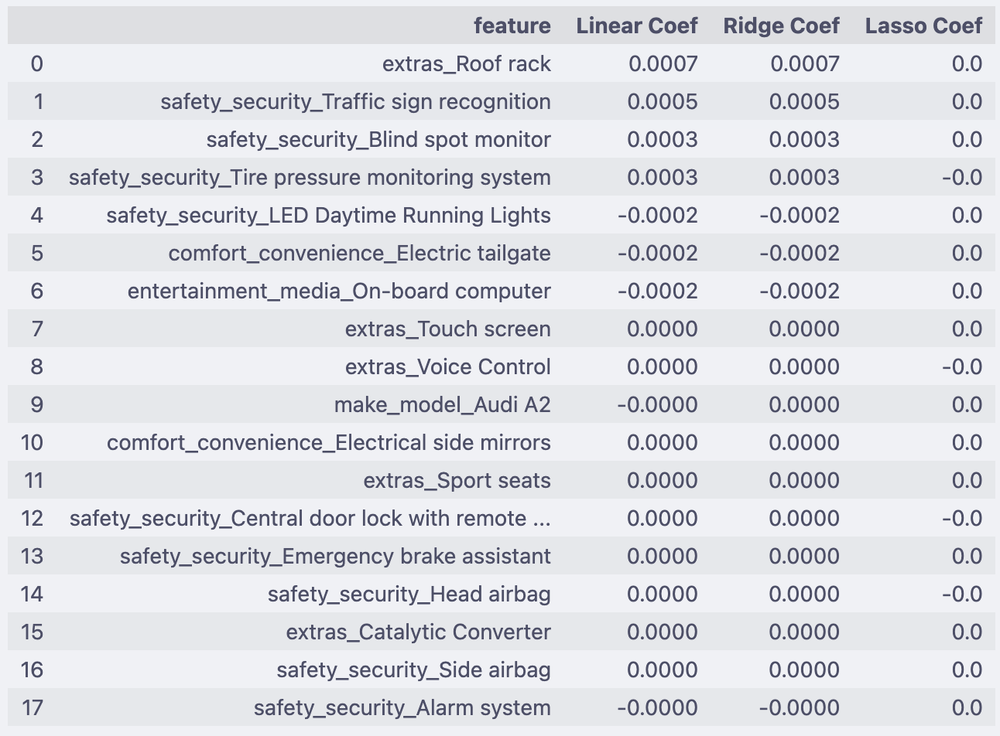 feature Linear Coef Ridge Coef Lasso Coef
0 extras_Roof rack 0.0007 0.0007 0.0
1 safety_security_Traffic sign recognition 0.0005 0.0005 0.0
2 safety_security_Blind spot monitor 0.0003 0.0003 0.0
3 safety_security_Tire pressure monitoring system 0.0003 0.0003 -0.0
4 safety_security_LED Daytime Running Lights -0.0002 -0.0002 0.0
5 comfort_convenience_Electric tailgate -0.0002 -0.0002 0.0
6 entertainment_media_On-board computer -0.0002 -0.0002 0.0
7 extras_Touch screen 0.0000 0.0000 0.0
8 extras_Voice Control 0.0000 0.0000 -0.0
9 make_model_Audi A2 -0.0000 0.0000 0.0
10 comfort_convenience_Electrical side mirrors 0.0000 0.0000 0.0
11 extras_Sport seats 0.0000 0.0000 0.0
12 safety_security_Central door lock with remote ... 0.0000 0.0000 -0.0
13 safety_security_Emergency brake assistant 0.0000 0.0000 0.0
14 safety_security_Head airbag 0.0000 0.0000 -0.0
15 extras_Catalytic Converter 0.0000 0.0000 0.0
16 safety_security_Side airbag 0.0000 0.0000 0.0
17 safety_security_Alarm system -0.0000 -0.0000 0.0